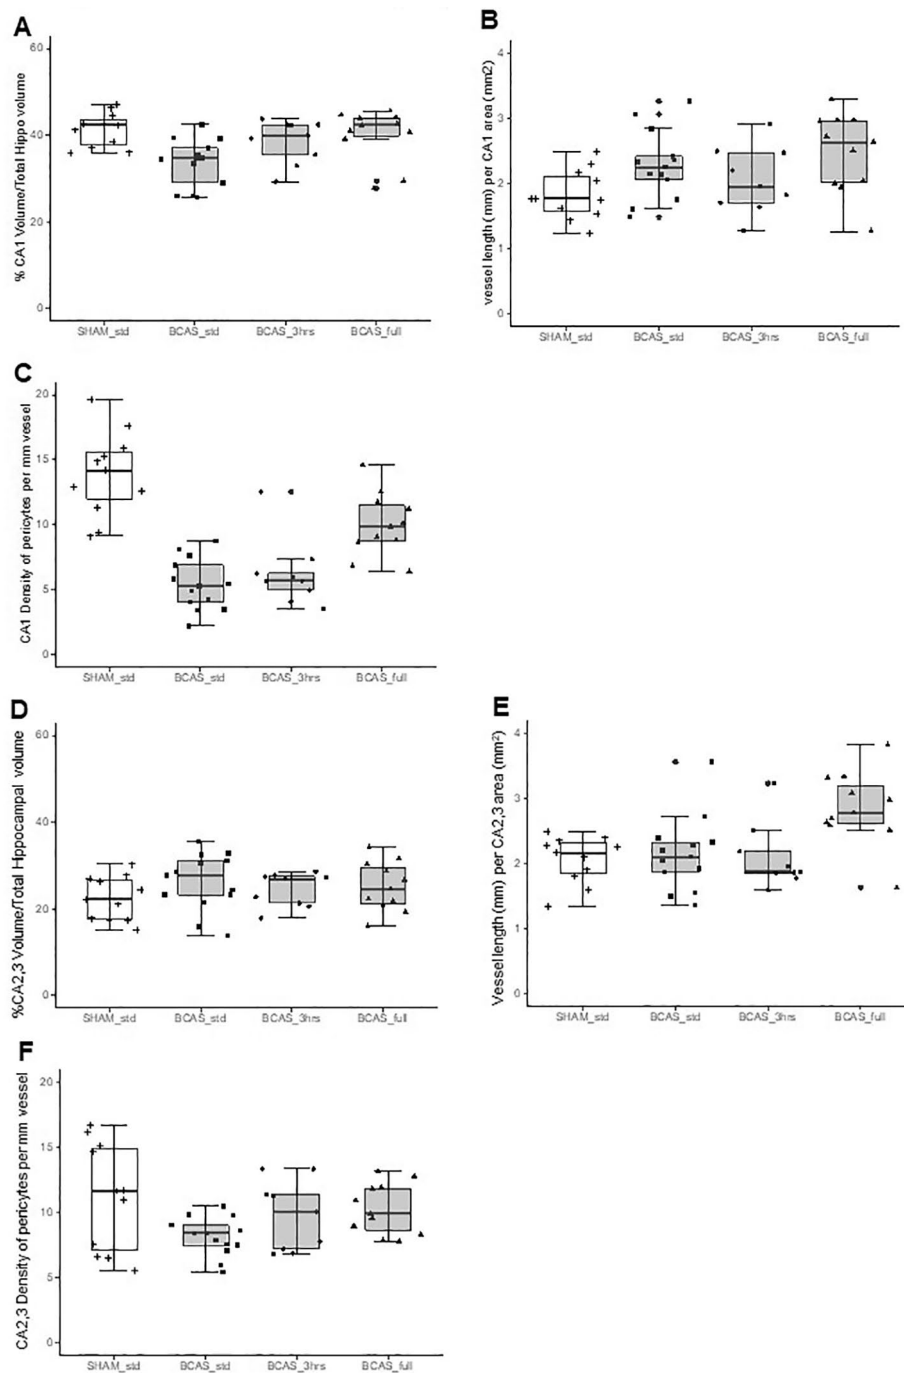 A
% CA1 Volume/Total Hippo volume
60
40
20
0
SHAM_std BCAS_std BCAS_3hrs BCAS_full
B
vessel length (mm) per CA1 area (mm2)
4
3
2
1
0
SHAM_std BCAS_std BCAS_3hrs BCAS_full
C
CA1 Density of pericytes per mm vessel
20
15
10
5
0
SHAM_std BCAS_std BCAS_3hrs BCAS_full
D
%CA2,3 Volume/Total Hippocampal volume
60
40
20
0
SHAM_std BCAS_std BCAS_3hrs BCAS_full
E
Vessel length (mm) per CA2,3 area (mm²)
4
3
2
1
0
SHAM_std BCAS_std BCAS_3hrs BCAS_full
F
CA2,3 Density of pericytes per mm vessel
20
15
10
5
0
SHAM_std BCAS_std BCAS_3hrs BCAS_full